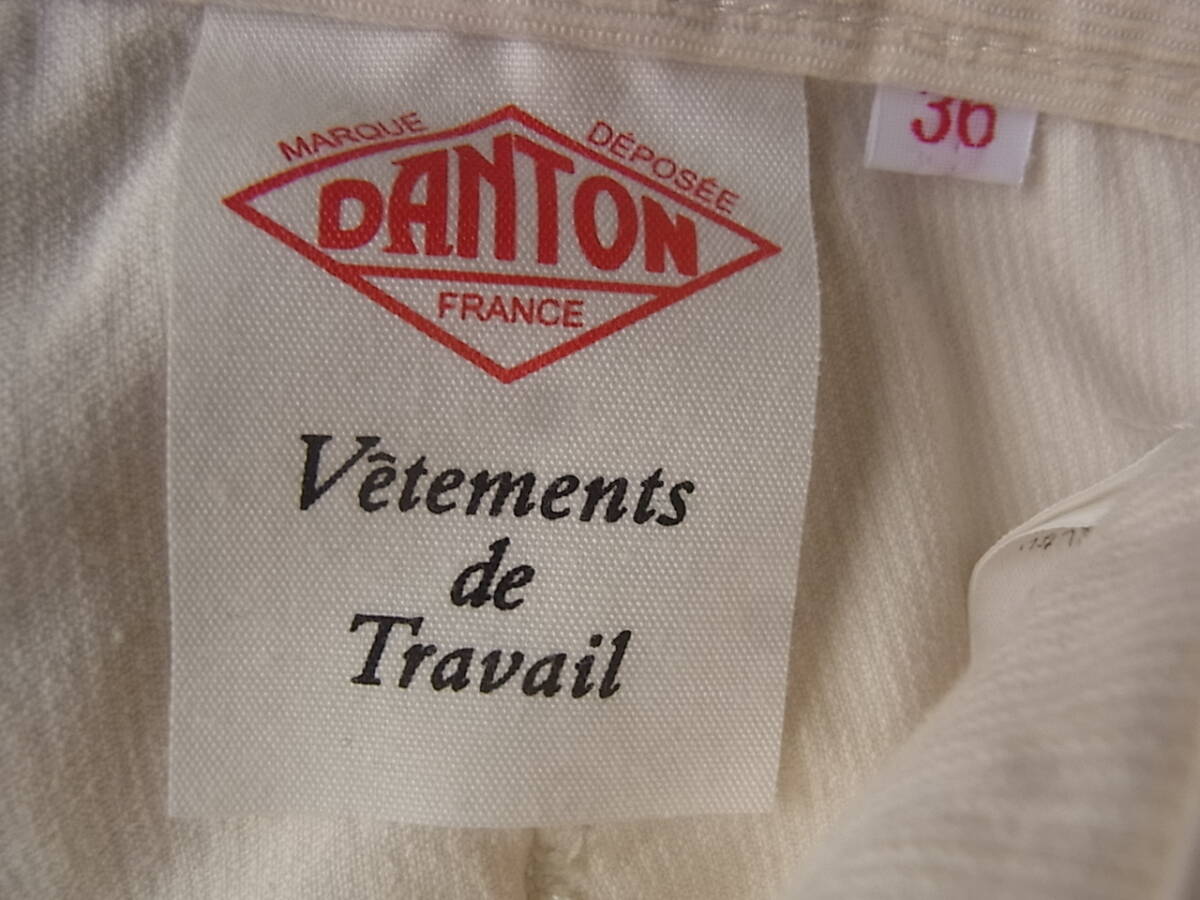 MARQUE DÉPOSÉE
DANTON
FRANCE
Vêtements
de
Travail
36